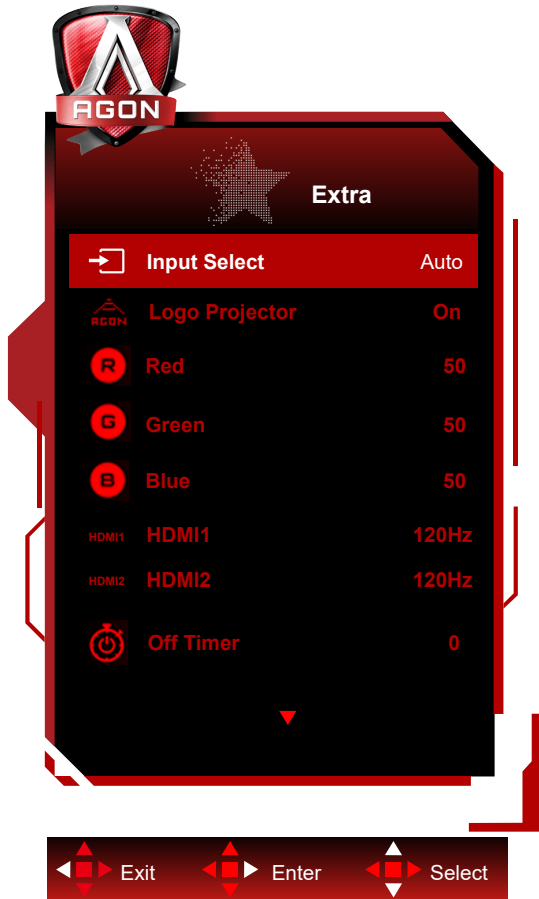 AGON
Extra
Input Select Auto
AGON Logo Projector On
R Red 50
G Green 50
B Blue 50
HDMI1 HDMI1 120Hz
HDMI2 HDMI2 120Hz
Off Timer 0
Exit Enter Select